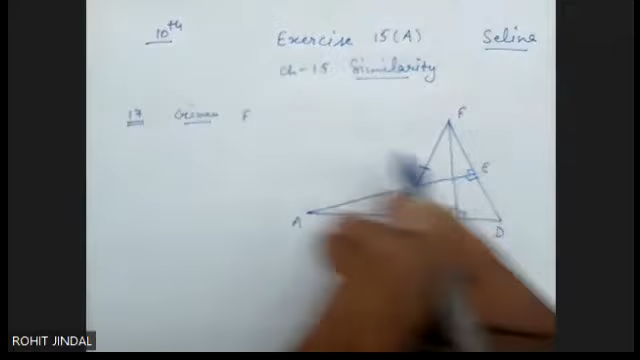 10th Exercise 15(A) Selina
Ch-15 Similarity
17 F
F
E
A
D
ROHIT JINDAL